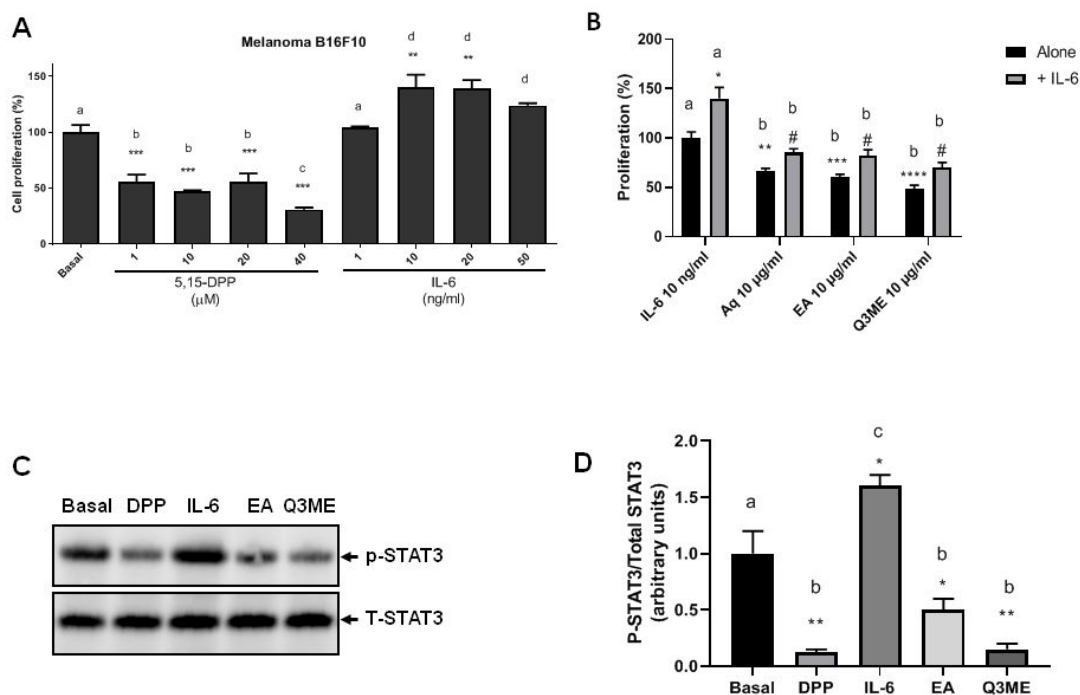 A
Melanoma B16F10
Cell proliferation (%)
150
100
50
0
a
b
***
b
***
b
***
c
***
a
d
**
d
**
d
Basal
1
10
20
40
1
10
20
50
5,15-DPP
(μM)
IL-6
(ng/ml)
B
Alone
+ IL-6
Proliferation (%)
200
150
100
50
0
a
a
*
b
**
b
#
b
***
b
#
b
****
b
#
IL-6 10 ng/ml
Aq 10 μg/ml
EA 10 μg/ml
Q3ME 10 μg/ml
C
Basal DPP IL-6 EA Q3ME
p-STAT3
T-STAT3
D
P-STAT3/Total STAT3
(arbitrary units)
2.0
1.5
1.0
0.5
0.0
a
b
**
c
*
b
*
b
**
Basal DPP IL-6 EA Q3ME